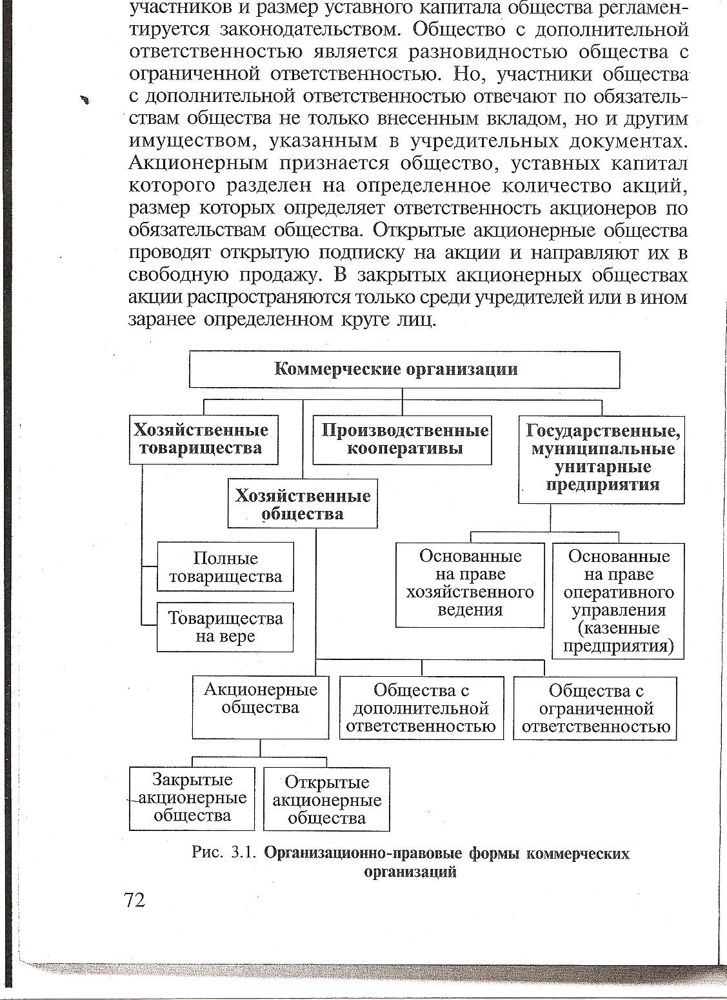 участников и размер уставного капитала общества регламен-
тируется законодательством. Общество с дополнительной
ответственностью является разновидностью общества с
ограниченной ответственностью. Но, участники общества
с дополнительной ответственностью отвечают по обязатель-
ствам общества не только внесенным вкладом, но и другим
имуществом, указанным в учредительных документах.
Акционерным признается общество, уставных капитал
которого разделен на определенное количество акций,
размер которых определяет ответственность акционеров по
обязательствам общества. Открытые акционерные общества
проводят открытую подписку на акции и направляют их в
свободную продажу. В закрытых акционерных обществах
акции распространяются только среди учредителей или в ином
заранее определенном круге лиц.
Коммерческие организации
Хозяйственные
товарищества
Производственные
кооперативы
Государственные,
муниципальные
унитарные
предприятия
Хозяйственные
общества
Полные
товарищества
Товарищества
на вере
Основанные
на праве
хозяйственного
ведения
Основанные
на праве
оперативного
управления
(казенные
предприятия)
Акционерные
общества
Общества с
дополнительной
ответственностью
Общества с
ограниченной
ответственностью
Закрытые
акционерные
общества
Открытые
акционерные
общества
Рис. 3.1. Организационно-правовые формы коммерческих
организаций
72